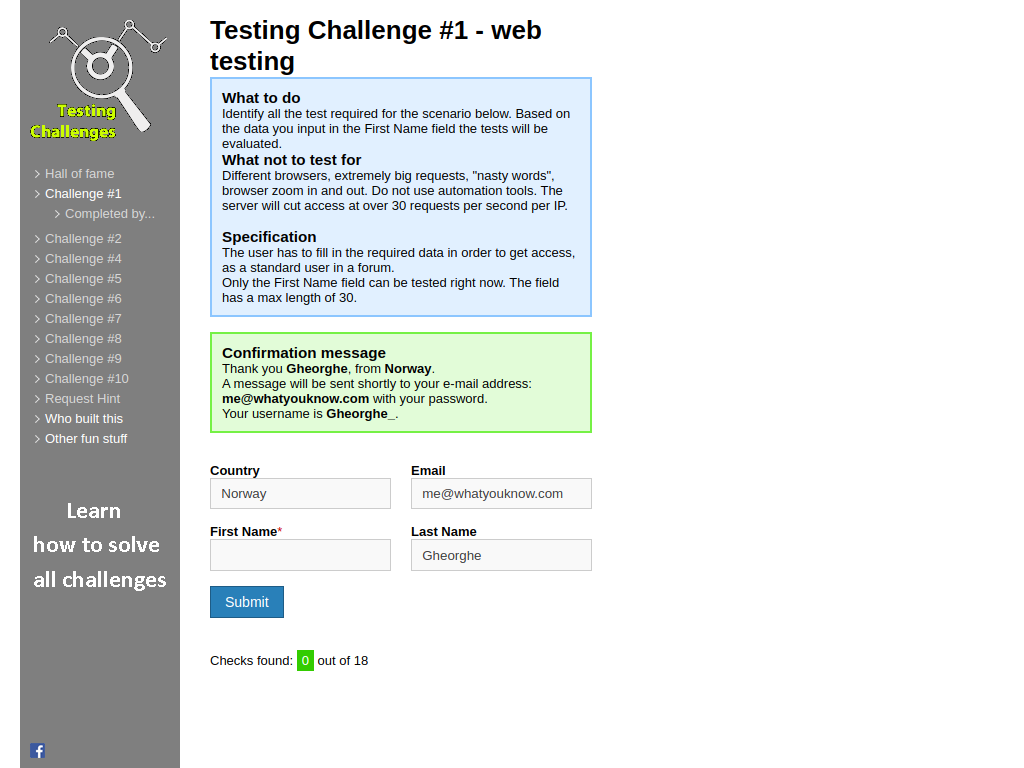 Testing
Challenges
Hall of fame
Challenge #1
Completed by...
Challenge #2
Challenge #4
Challenge #5
Challenge #6
Challenge #7
Challenge #8
Challenge #9
Challenge #10
Request Hint
Who built this
Other fun stuff
Learn
how to solve
all challenges
Testing Challenge #1 - web
testing
What to do
Identify all the test required for the scenario below. Based on
the data you input in the First Name field the tests will be
evaluated.
What not to test for
Different browsers, extremely big requests, "nasty words",
browser zoom in and out. Do not use automation tools. The
server will cut access at over 30 requests per second per IP.
Specification
The user has to fill in the required data in order to get access,
as a standard user in a forum.
Only the First Name field can be tested right now. The field
has a max length of 30.
Confirmation message
Thank you Gheorghe, from Norway.
A message will be sent shortly to your e-mail address:
me@whatyouknow.com with your password.
Your username is Gheorghe_.
Country Email
Norway me@whatyouknow.com
First Name* Last Name
Gheorghe
Submit
Checks found: 0 out of 18